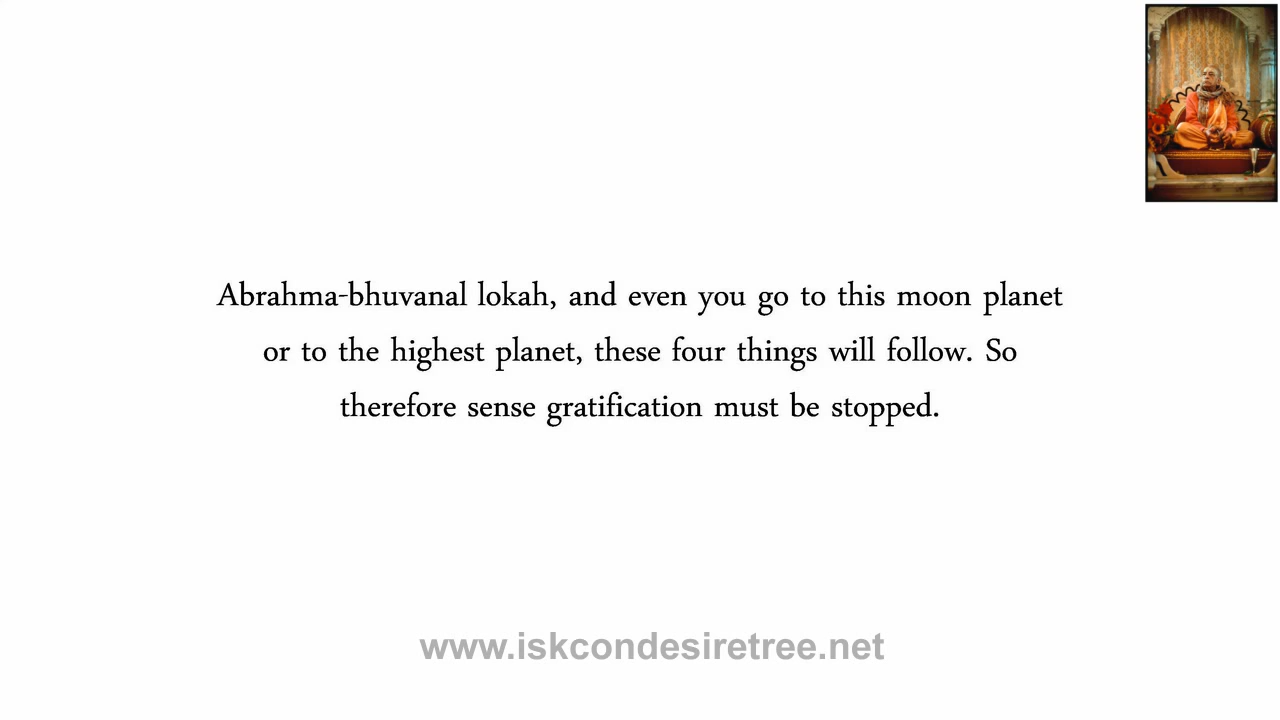 Abrahma-bhuvanal lokah, and even you go to this moon planet
or to the highest planet, these four things will follow. So
therefore sense gratification must be stopped.
www.iskcondesiretree.net